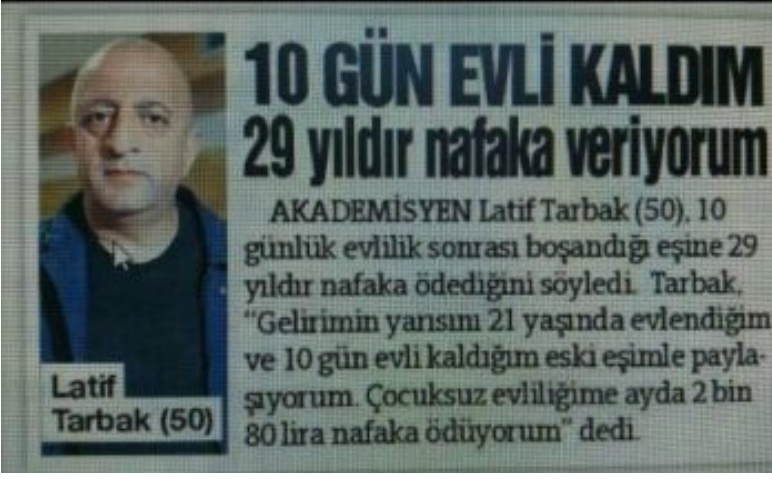 10 GÜN EVLİ KALDIM
29 yıldır nafaka veriyorum
AKADEMİSYEN Latif Tarbak (50), 10
günlük evlilik sonrası boşandığı eşine 29
yıldır nafaka ödediğini söyledi. Tarbak,
"Gelirimin yarısını 21 yaşında evlendiğim
ve 10 gün evli kaldığım eski eşimle payla-
şıyorum. Çocuksuz evliliğime ayda 2 bin
80 lira nafaka ödüyorum" dedi.
Latif
Tarbak (50)